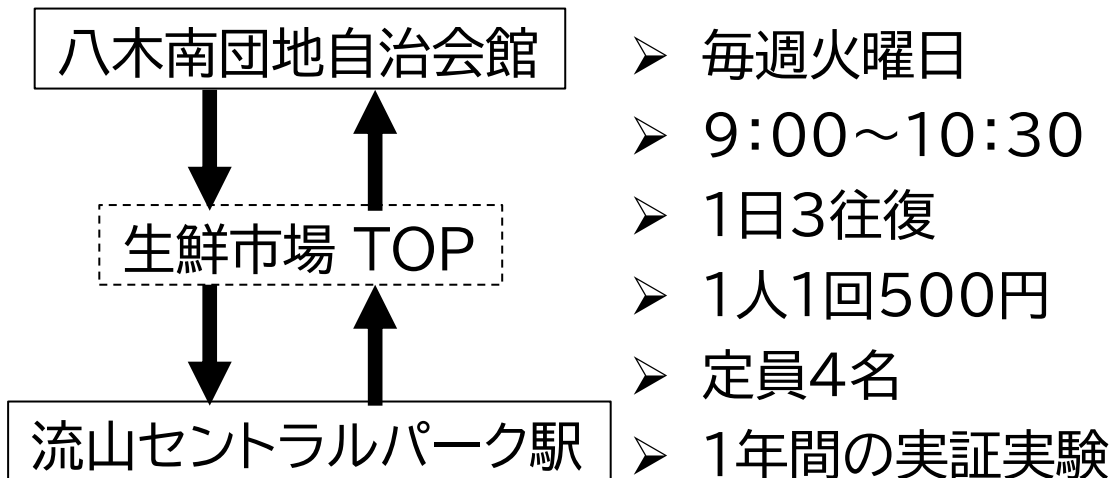 八木南団地自治会館
生鮮市場 TOP
流山セントラルパーク駅
毎週火曜日
9:00～10:30
1日3往復
1人1回500円
定員4名
1年間の実証実験